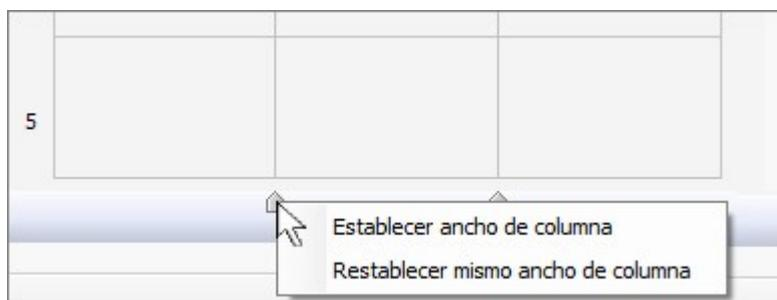 5
Establecer ancho de columna
Restablecer mismo ancho de columna